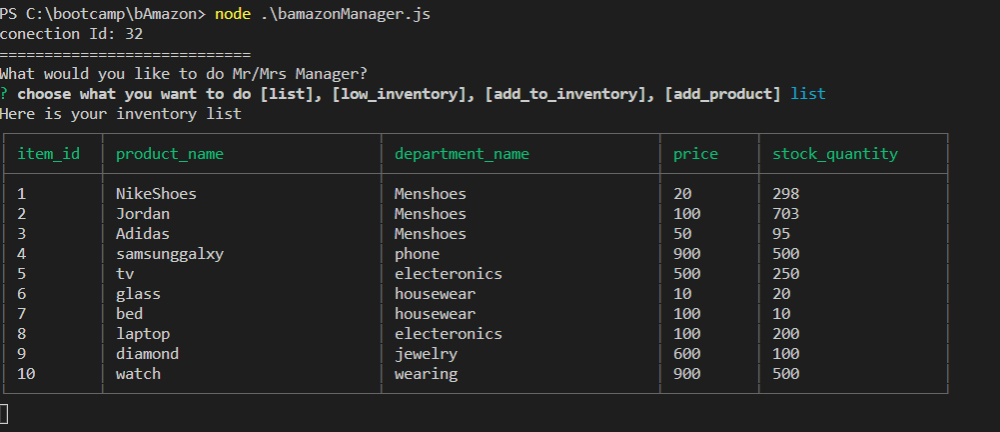 PS C:\bootcamp\bAmazon> node .\bamazonManager.js
conection Id: 32
============================
What would you like to do Mr/Mrs Manager?
? choose what you want to do [list], [low_inventory], [add_to_inventory], [add_product] list
Here is your inventory list
item_id product_name department_name price stock_quantity
1 NikeShoes Menshoes 20 298
2 Jordan Menshoes 100 703
3 Adidas Menshoes 50 95
4 samsunggalxy phone 900 500
5 tv electeronics 500 250
6 glass housewear 10 20
7 bed housewear 100 10
8 laptop electeronics 100 200
9 diamond jewelry 600 100
10 watch wearing 900 500